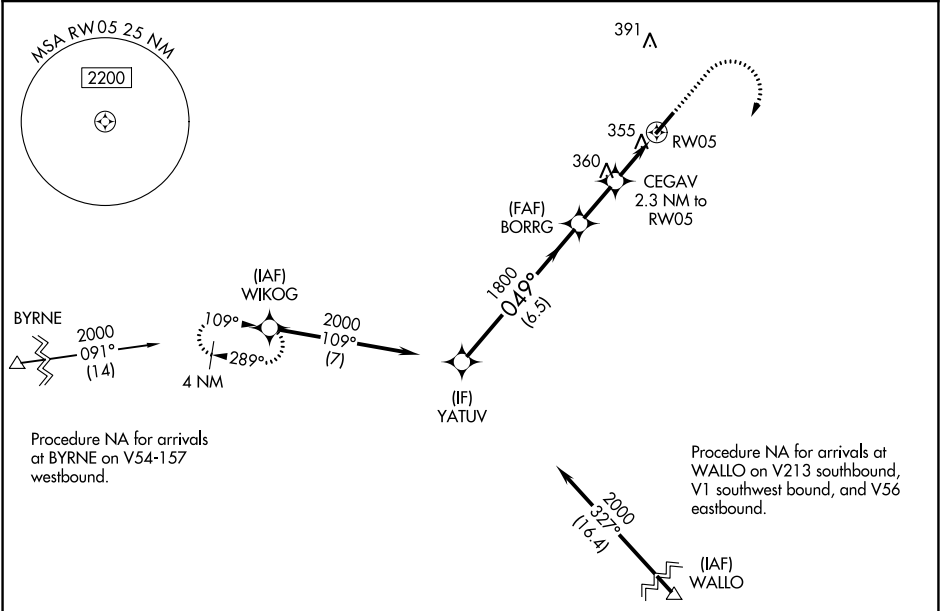 MSA RW05 25 NM
2200
391
355
RW05
360
CEGAV
2.3 NM to
RW05
(FAF)
BORRG
1800
049°
(6.5)
(IAF)
WIKOG
BYRNE
2000
091°
(14)
109°
289°
4 NM
2000
109°
(7)
(IF)
YATUV
Procedure NA for arrivals
at BYRNE on V54-157
westbound.
Procedure NA for arrivals at
WALLO on V213 southbound,
V1 southwest bound, and V56
eastbound.
2000
327°
(16.4)
(IAF)
WALLO